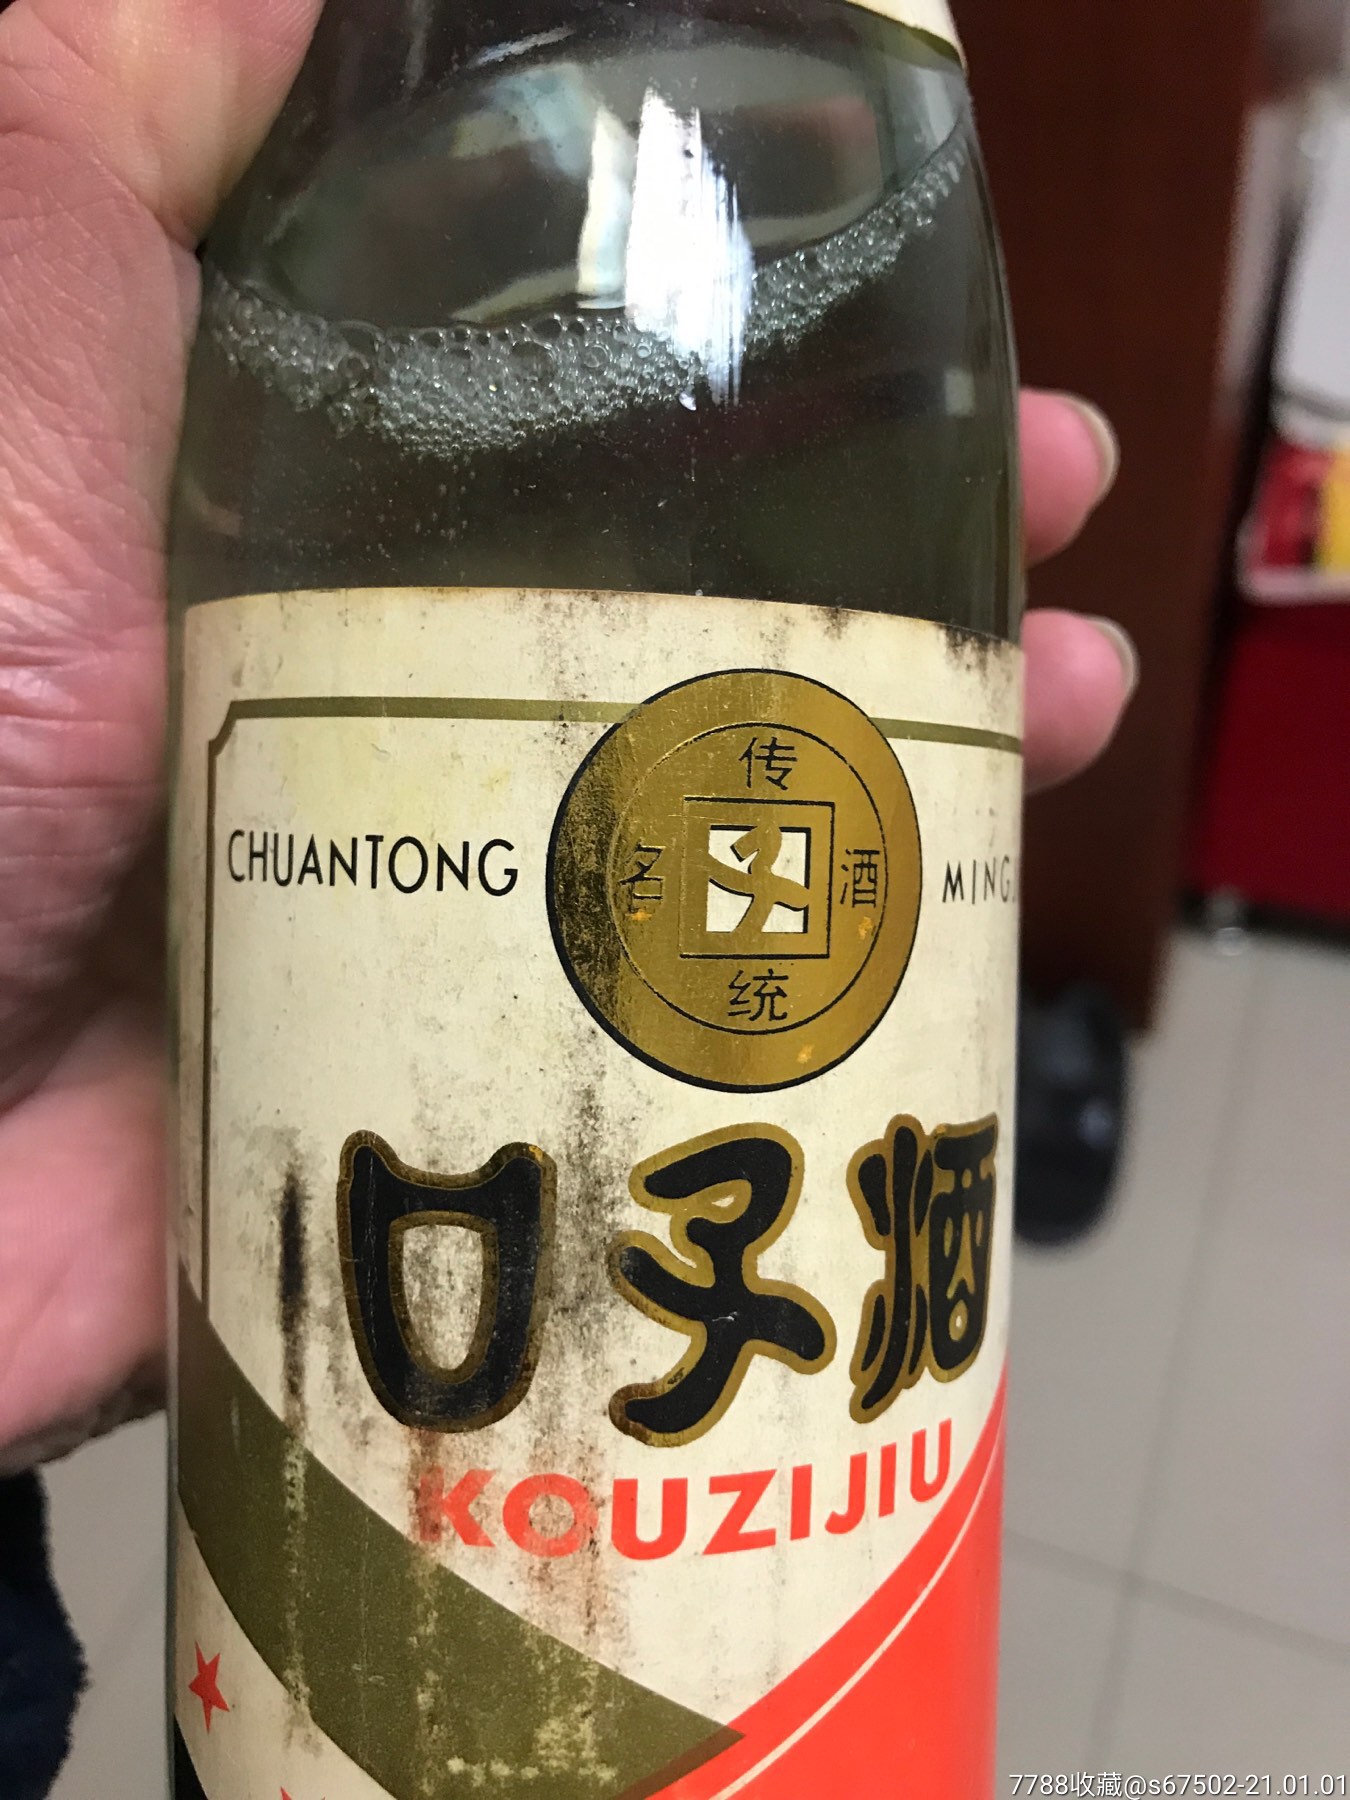 传
CHUANTONG 名 酒 MING
统
口子酒
KOUZIJIU
7788收藏@s67502-21.01.01